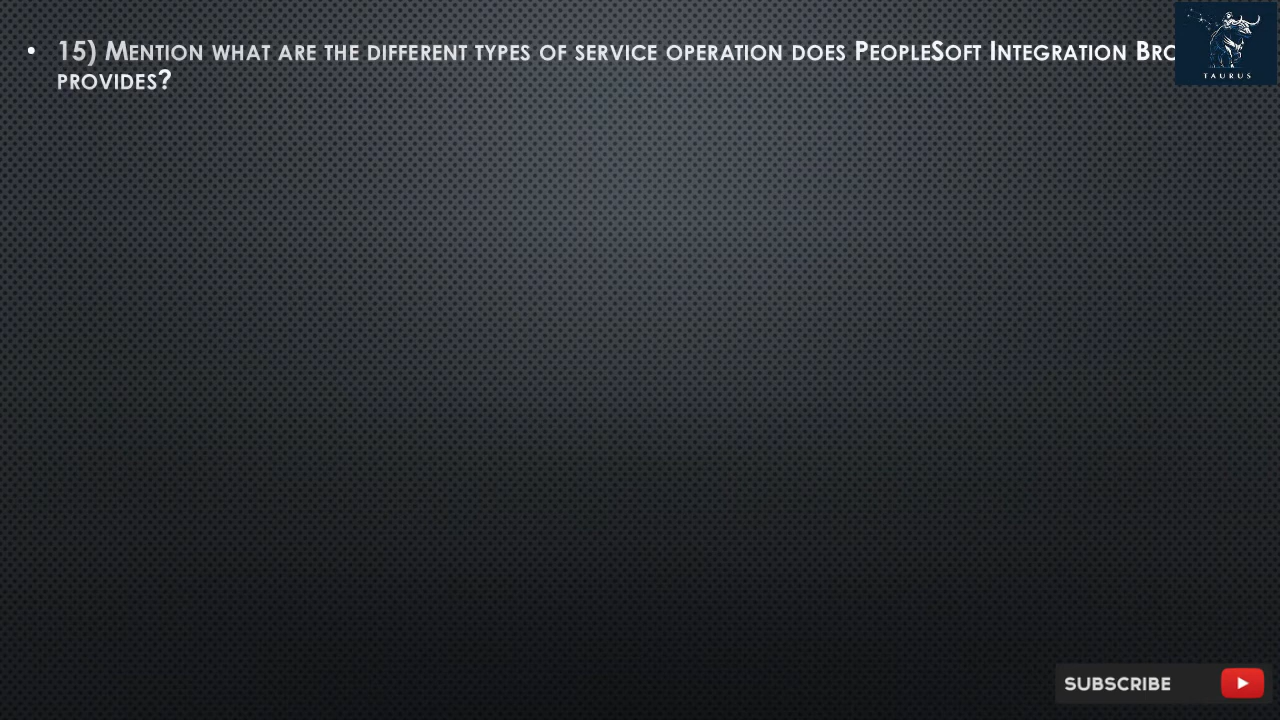 • 15) Mention what are the different types of service operation does PeopleSoft Integration
provides?
TAURUS
SUBSCRIBE